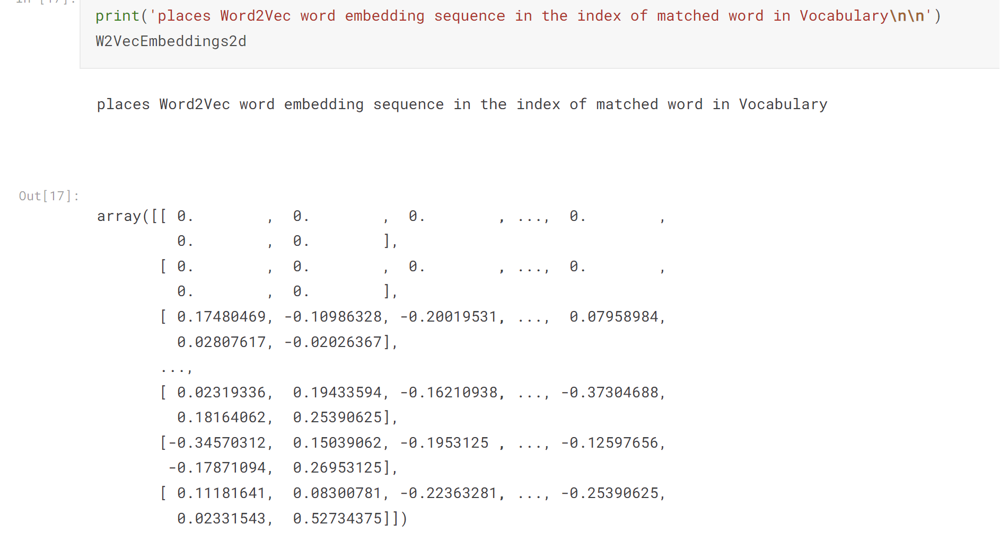 In [17]:
print('places Word2Vec word embedding sequence in the index of matched word in Vocabulary\n\n')
W2VecEmbeddings2d
places Word2Vec word embedding sequence in the index of matched word in Vocabulary
Out[17]:
array([[ 0.        ,  0.        ,  0.        , ...,  0.        ,
         0.        ,  0.        ],
       [ 0.        ,  0.        ,  0.        , ...,  0.        ,
         0.        ,  0.        ],
       [ 0.17480469, -0.10986328, -0.20019531, ...,  0.07958984,
         0.02807617, -0.02026367],
       ...,
       [ 0.02319336,  0.19433594, -0.16210938, ..., -0.37304688,
         0.18164062,  0.25390625],
       [-0.34570312,  0.15039062, -0.1953125 , ..., -0.12597656,
        -0.17871094,  0.26953125],
       [ 0.11181641,  0.08300781, -0.22363281, ..., -0.25390625,
         0.02331543,  0.52734375]])